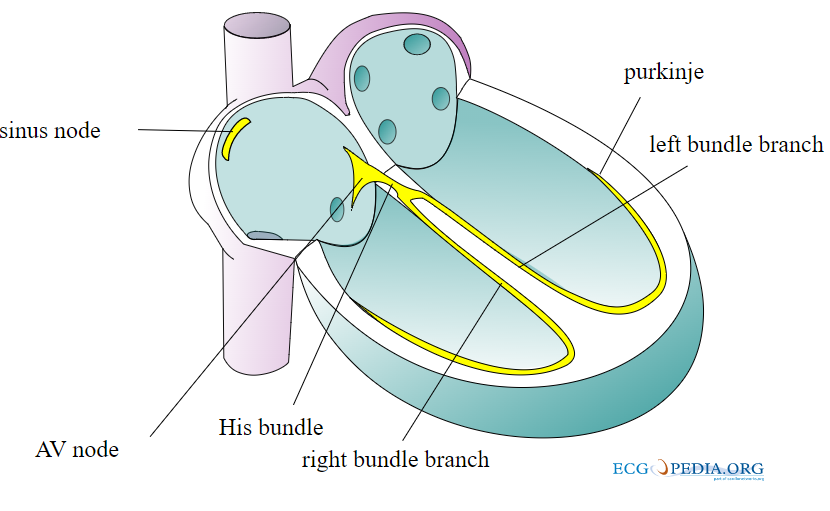 purkinje
sinus node
left bundle branch
His bundle
AV node
right bundle branch
ECGPEDIA.ORG